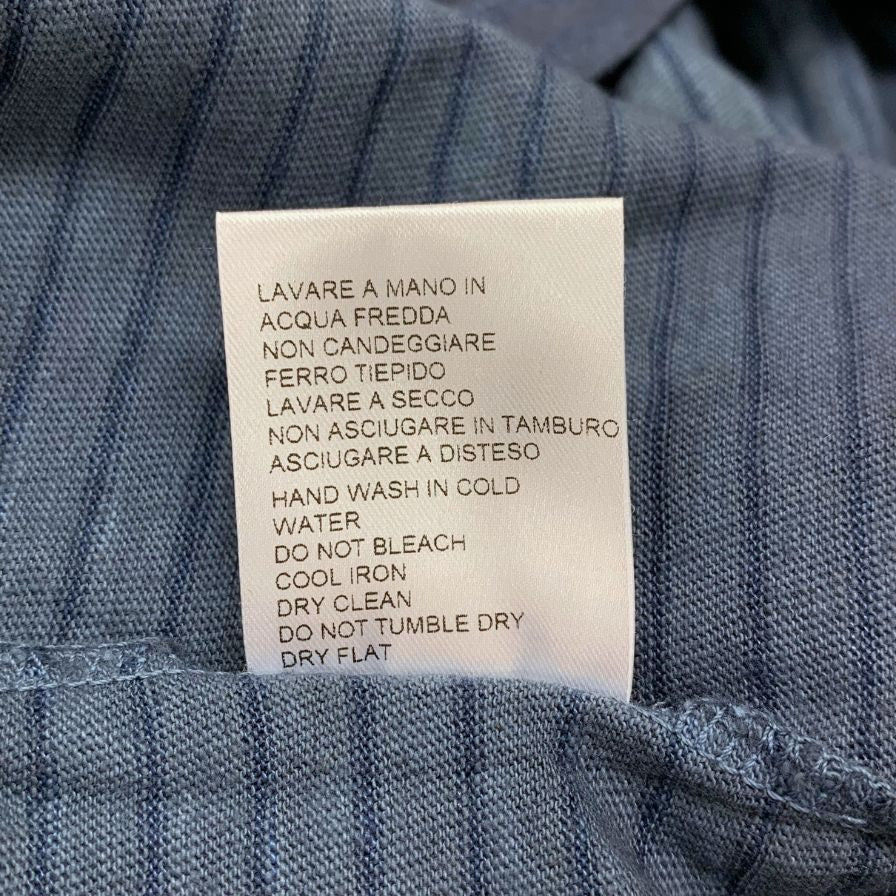 LAVARE A MANO IN
ACQUA FREDDA
NON CANDEGGIARE
FERRO TIEPIDO
LAVARE A SECCO
NON ASCIUGARE IN TAMBURO
ASCIUGARE A DISTESO
HAND WASH IN COLD
WATER
DO NOT BLEACH
COOL IRON
DRY CLEAN
DO NOT TUMBLE DRY
DRY FLAT